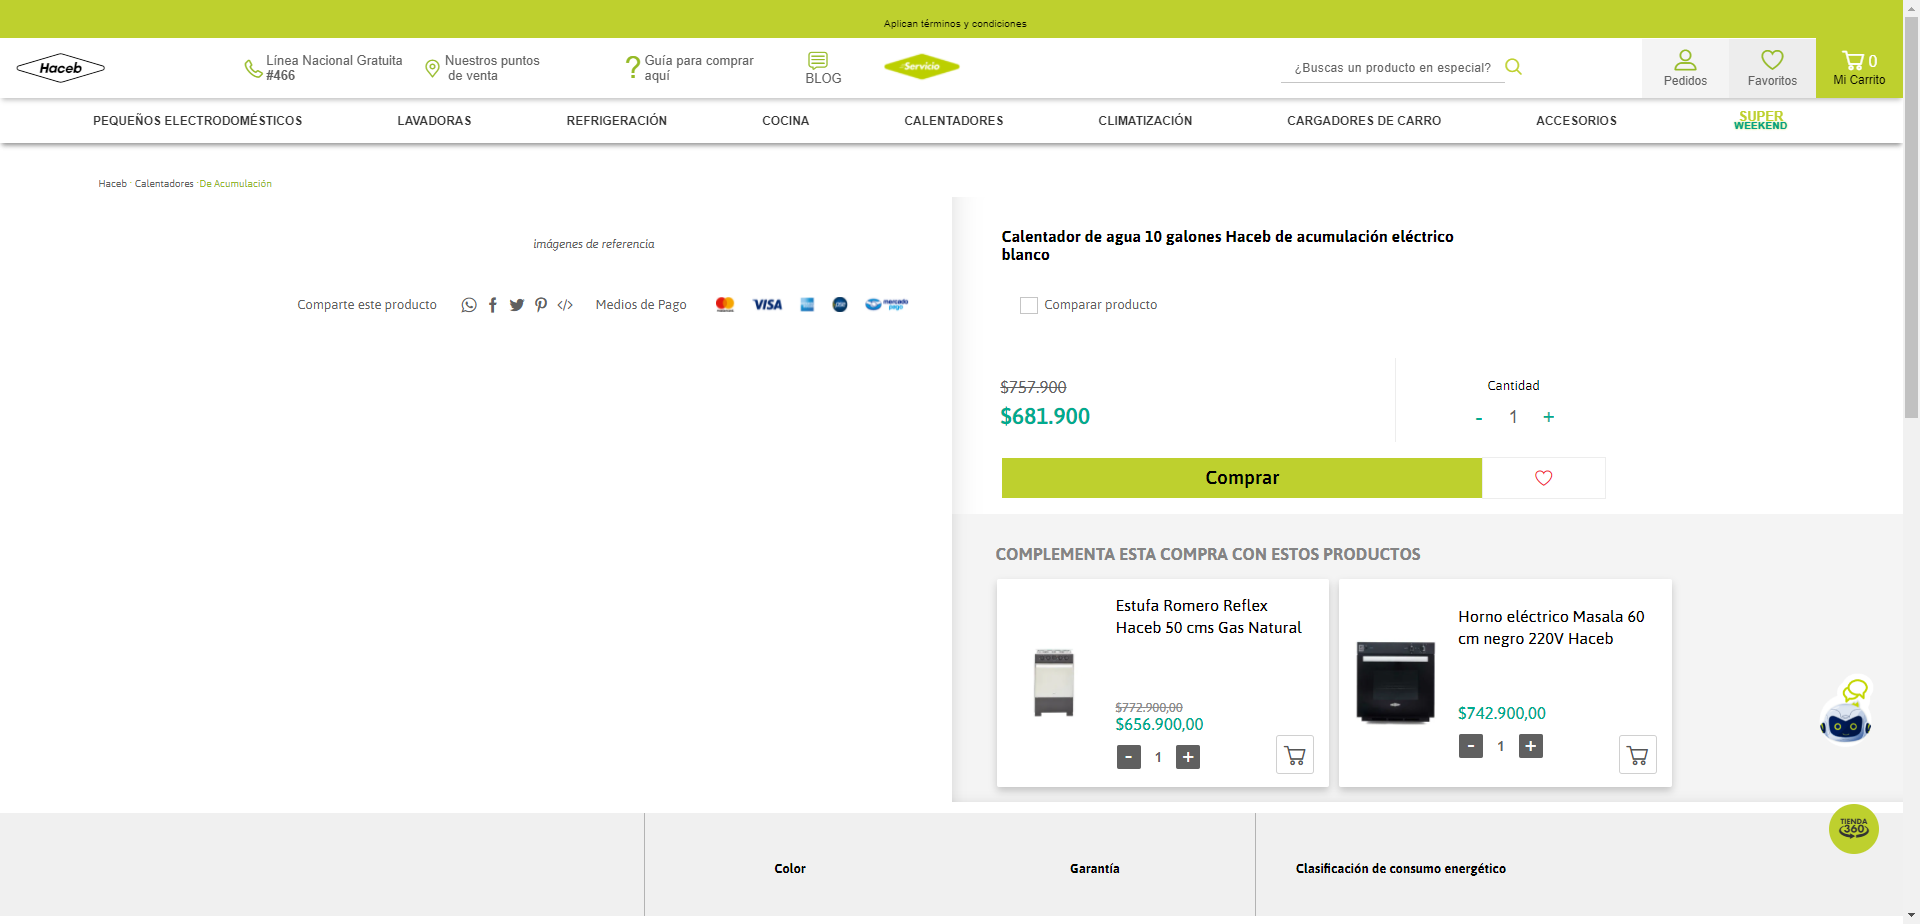 Aplican términos y condiciones
Haceb
Línea Nacional Gratuita
#466
Nuestros puntos
de venta
Guía para comprar
aquí
BLOG
Servicio
¿Buscas un producto en especial?
Pedidos
Favoritos
0
Mi Carrito
PEQUEÑOS ELECTRODOMÉSTICOS
LAVADORAS
REFRIGERACIÓN
COCINA
CALENTADORES
CLIMATIZACIÓN
CARGADORES DE CARRO
ACCESORIOS
SUPER
WEEKEND
Haceb · Calentadores · De Acumulación
imágenes de referencia
Comparte este producto
Medios de Pago
VISA
mercado
pago
Calentador de agua 10 galones Haceb de acumulación eléctrico
blanco
Comparar producto
$757.900
$681.900
Cantidad
- 1 +
Comprar
COMPLEMENTA ESTA COMPRA CON ESTOS PRODUCTOS
Estufa Romero Reflex
Haceb 50 cms Gas Natural
$772.900,00
$656.900,00
- 1 +
Horno eléctrico Masala 60
cm negro 220V Haceb
$742.900,00
- 1 +
TIENDA
360
Color
Garantía
Clasificación de consumo energético